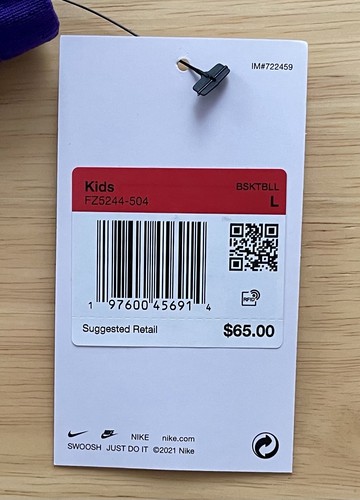 IM#722459
Kids BSKTBLL
FZ5244-504 L
1 97600 45691 4
RFID
Suggested Retail $65.00
NIKE nike.com
SWOOSH JUST DO IT ©2021 Nike